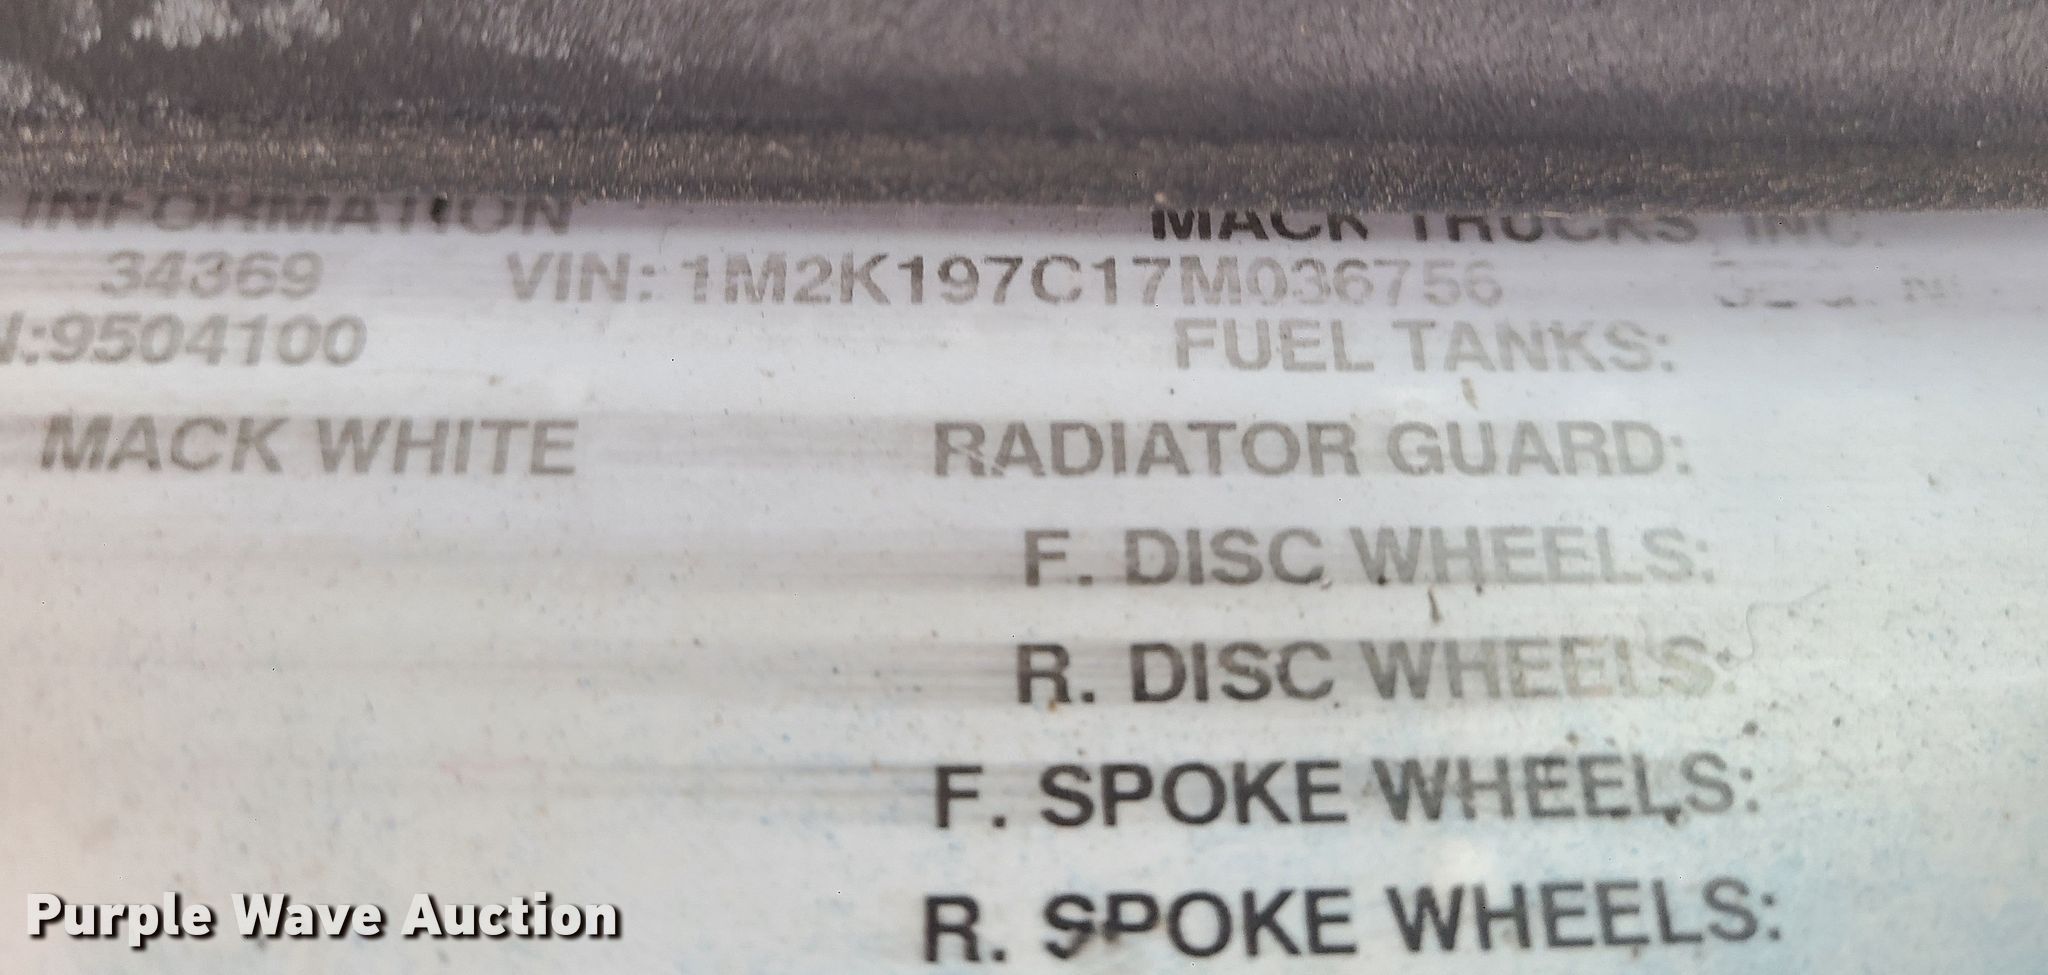 INFORMATION MACK TRUCKS, INC.
34369 VIN: 1M2K197C17M036756
N:9504100 FUEL TANKS:
MACK WHITE RADIATOR GUARD:
F. DISC WHEELS:
R. DISC WHEELS:
F. SPOKE WHEELS:
R. SPOKE WHEELS:
Purple Wave Auction